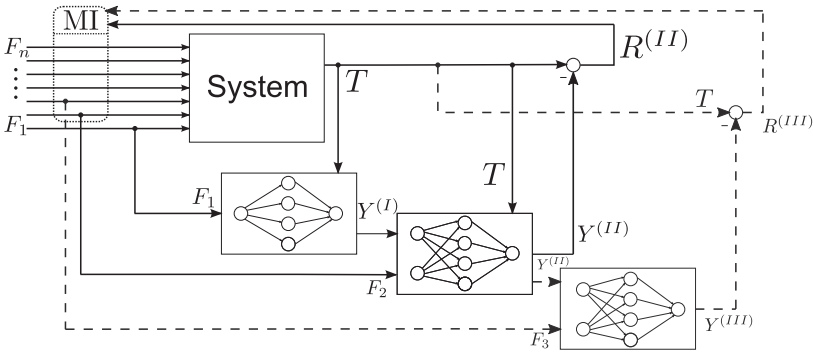 MI
F_n
R^{(II)}
System
T
T
F_1
R^{(III)}
T
F_1
Y^{(I)}
Y^{(II)}
F_2
Y^{(II)}
F_3
Y^{(III)}